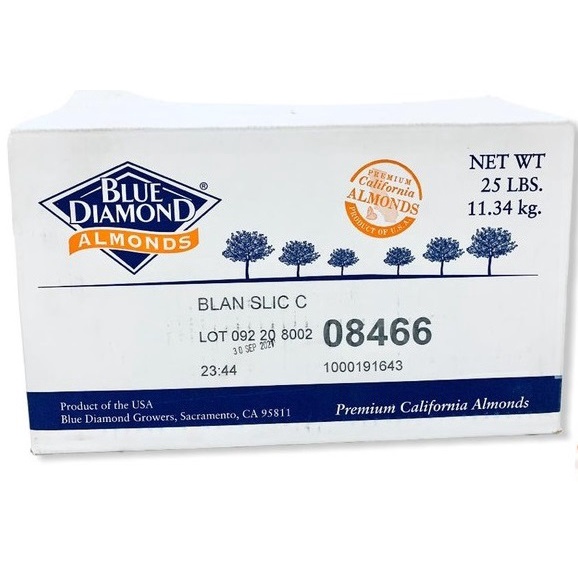 BLUE
DIAMOND®
ALMONDS
PREMIUM
California
ALMONDS
PRODUCT OF U.S.A.
NET WT
25 LBS.
11.34 kg.
BLAN SLIC C
LOT 092 20 8002 08466
30 SEP 2021
23:44 1000191643
Product of the USA
Blue Diamond Growers, Sacramento, CA 95811
Premium California Almonds